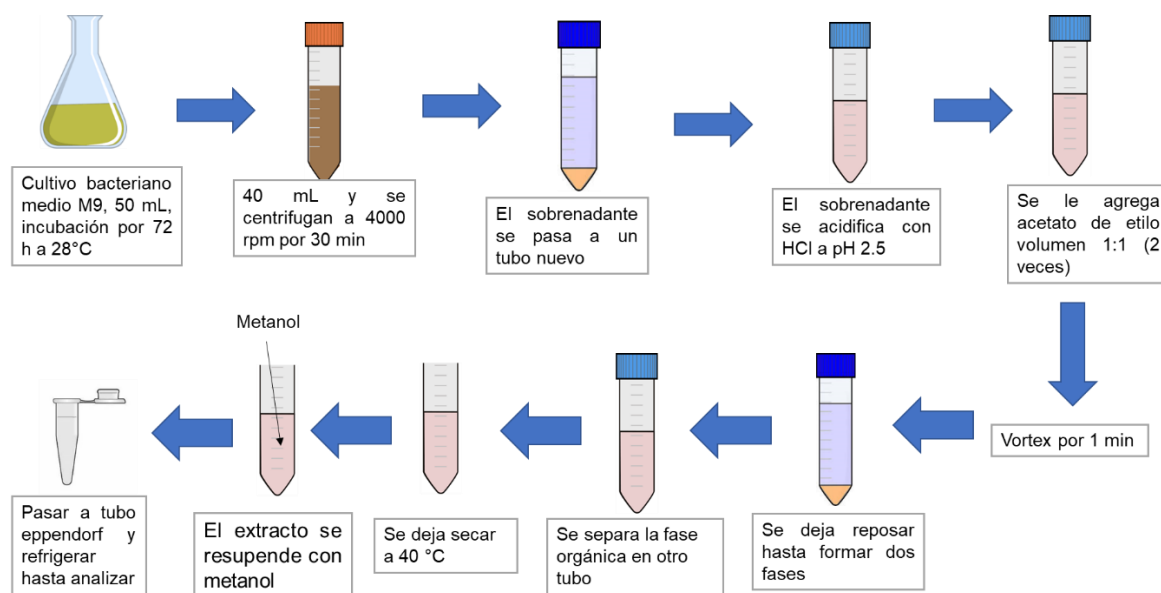 Cultivo bacteriano
medio M9, 50 mL,
incubación por 72
h a 28°C
40 mL y se
centrifugan a 4000
rpm por 30 min
El sobrenadante
se pasa a un
tubo nuevo
El sobrenadante
se acidifica con
HCl a pH 2.5
Se le agrega
acetato de etilo
volumen 1:1 (2
veces)
Vortex por 1 min
Se deja reposar
hasta formar dos
fases
Se separa la fase
orgánica en otro
tubo
Se deja secar
a 40 °C
Metanol
El extracto se
resupende con
metanol
Pasar a tubo
eppendorf y
refrigerar
hasta analizar